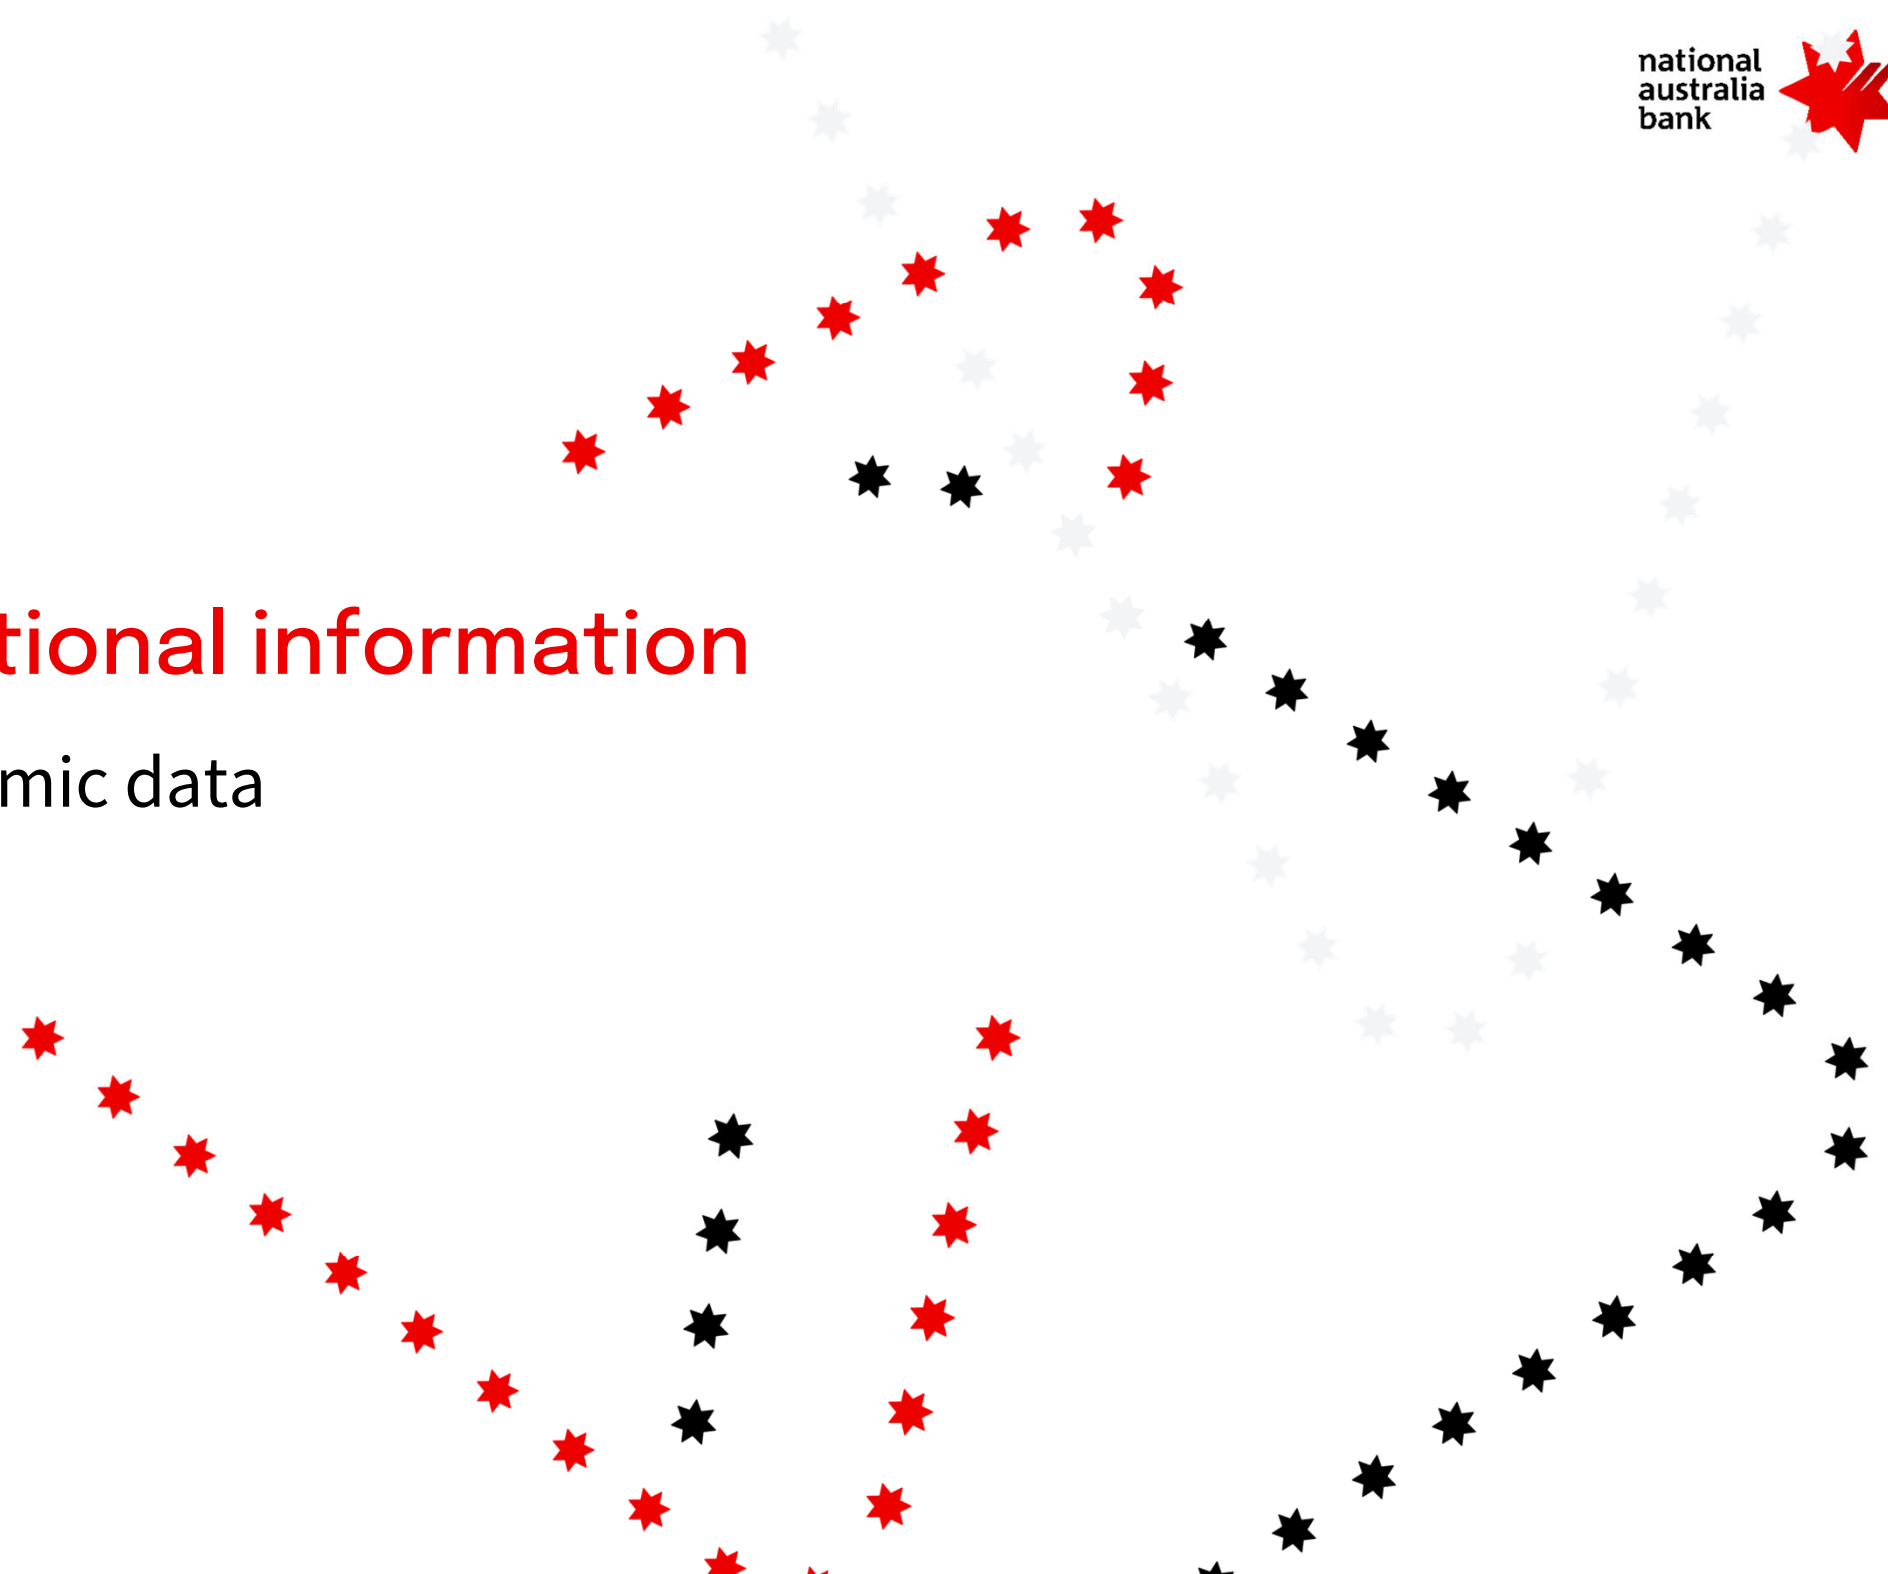 national
australia
bank
tional information
mic data